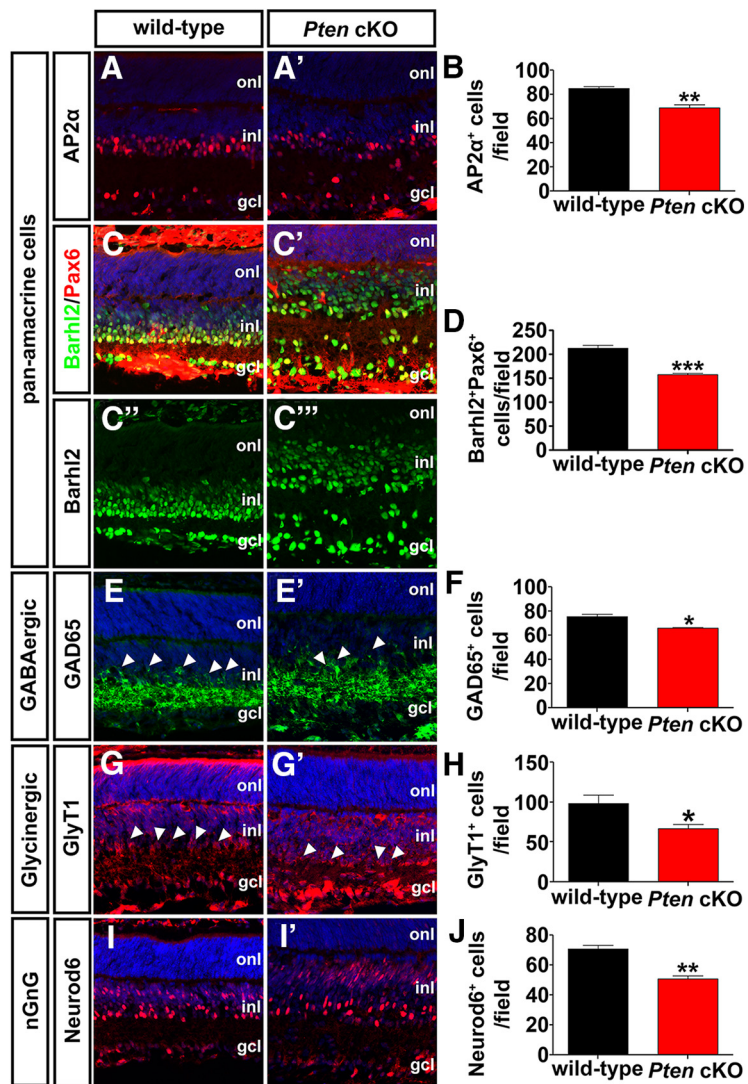 wild-type
Pten cKO
pan-amacrine cells
AP2α
A
onl
inl
gcl
A’
onl
inl
gcl
B
AP2α⁺ cells
/field
100
80
60
40
20
0
**
wild-type Pten cKO
Barhl2/Pax6
C
onl
inl
gcl
C’
onl
inl
gcl
D
Barhl2⁺Pax6⁺
cells/field
250
200
150
100
50
0
***
wild-type Pten cKO
Barhl2
C’’
onl
inl
gcl
C’’’
onl
inl
gcl
GABAergic
GAD65
E
onl
inl
gcl
E’
onl
inl
gcl
F
GAD65⁺ cells
/field
100
80
60
40
20
0
*
wild-type Pten cKO
Glycinergic
GlyT1
G
onl
inl
gcl
G’
onl
inl
gcl
H
GlyT1⁺ cells
/field
150
100
50
0
*
wild-type Pten cKO
nGnG
Neurod6
I
onl
inl
gcl
I’
onl
inl
gcl
J
Neurod6⁺ cells
/field
80
60
40
20
0
**
wild-type Pten cKO